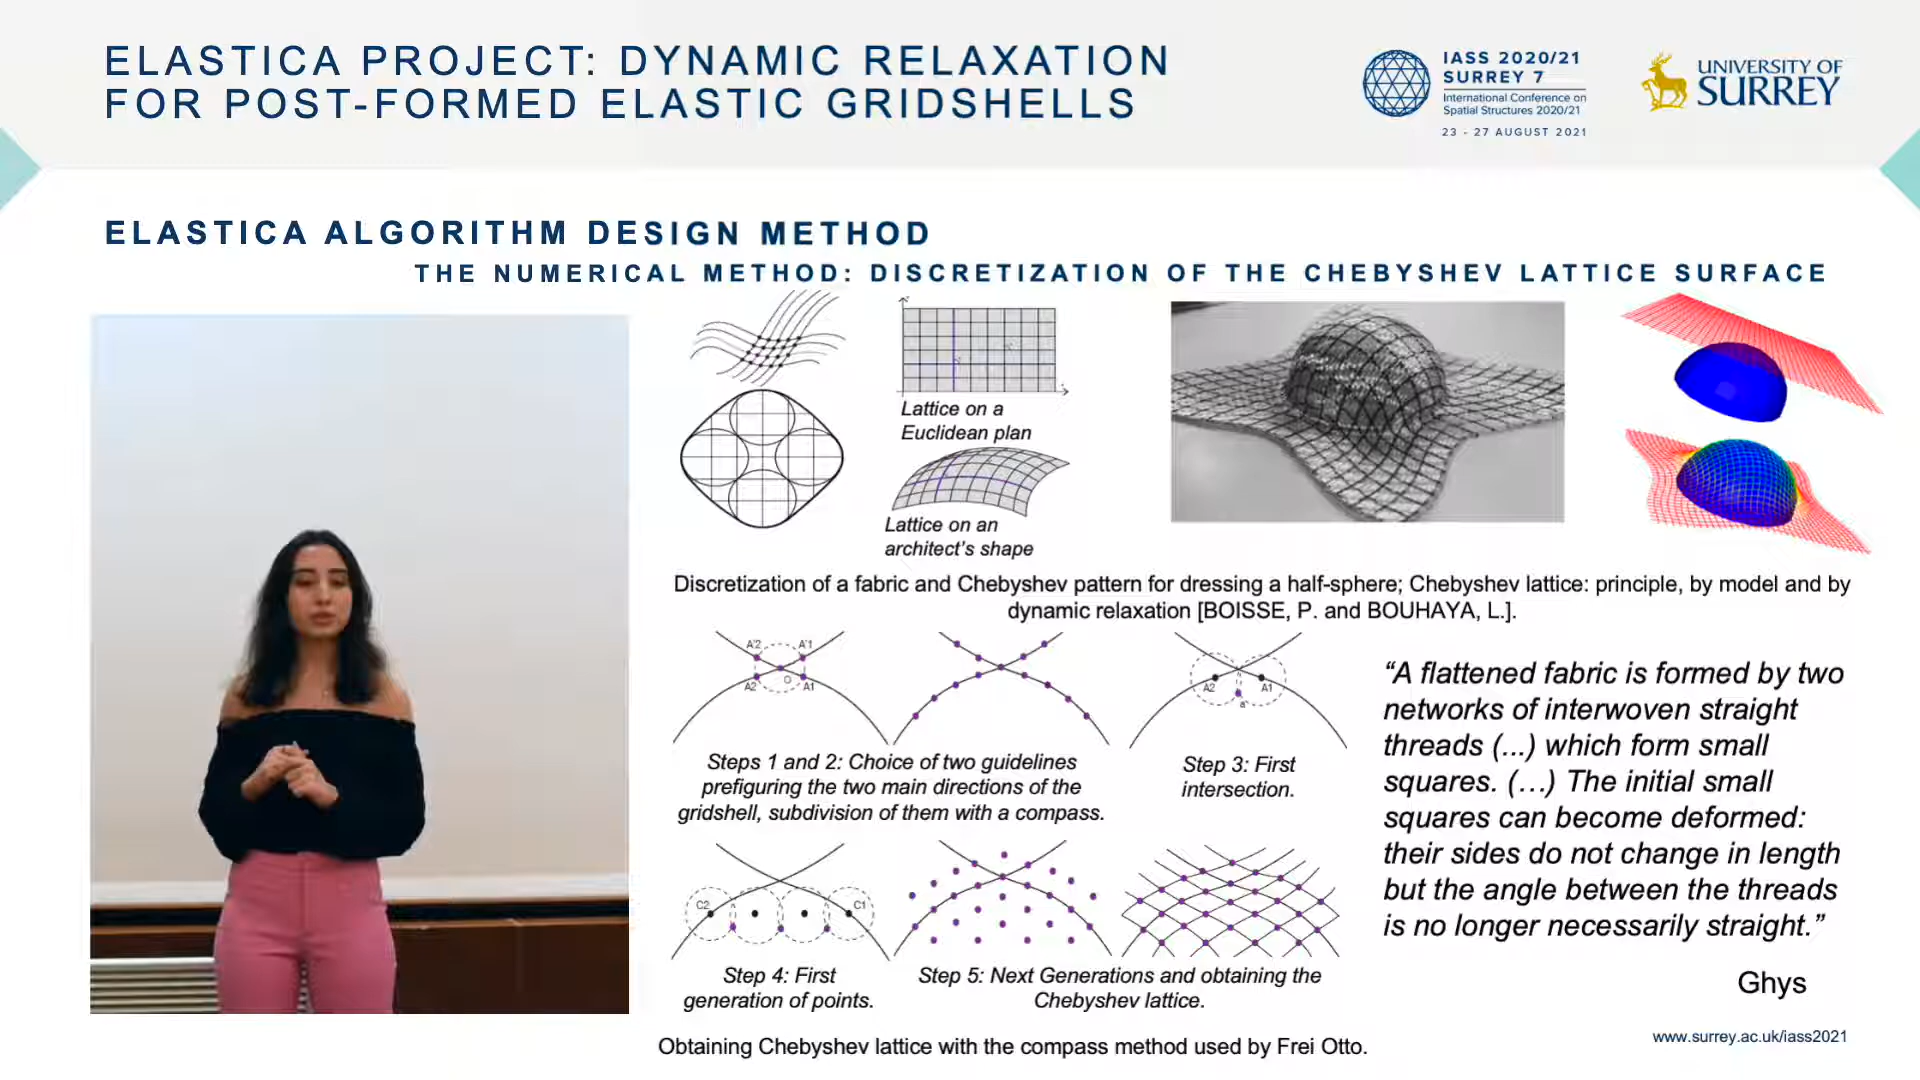 ELASTICA PROJECT: DYNAMIC RELAXATION
FOR POST-FORMED ELASTIC GRIDSHELLS
IASS 2020/21
SURREY 7
International Conference on
Spatial Structures 2020/21
23 - 27 AUGUST 2021
UNIVERSITY OF
SURREY
ELASTICA ALGORITHM DESIGN METHOD
THE NUMERICAL METHOD: DISCRETIZATION OF THE CHEBYSHEV LATTICE SURFACE
Lattice on a
Euclidean plan
Lattice on an
architect's shape
Discretization of a fabric and Chebyshev pattern for dressing a half-sphere; Chebyshev lattice: principle, by model and by
dynamic relaxation [BOISSE, P. and BOUHAYA, L.].
A'2 A'1
A2 O A1
A2 A1
Steps 1 and 2: Choice of two guidelines
prefiguring the two main directions of the
gridshell, subdivision of them with a compass.
Step 3: First
intersection.
C2 C1
Step 4: First
generation of points.
Step 5: Next Generations and obtaining the
Chebyshev lattice.
Obtaining Chebyshev lattice with the compass method used by Frei Otto.
“A flattened fabric is formed by two
networks of interwoven straight
threads (...) which form small
squares. (…) The initial small
squares can become deformed:
their sides do not change in length
but the angle between the threads
is no longer necessarily straight.”
Ghys
www.surrey.ac.uk/iass2021